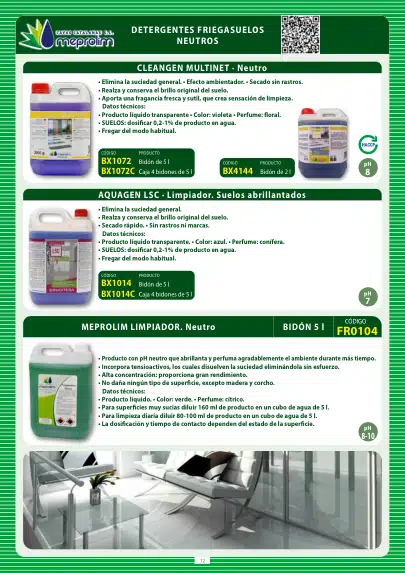 CAYAS CATALANAS S.L.
meprolim
DETERGENTES FRIEGASUELOS
NEUTROS
CLEANGEN MULTINET - Neutro
• Elimina la suciedad general. • Efecto ambientador. • Secado sin rastros.
• Realza y conserva el brillo original del suelo.
• Aporta una fragancia fresca y sutil, que crea sensación de limpieza.
Datos técnicos:
• Producto líquido transparente • Color: violeta • Perfume: floral.
• SUELOS: dosificar 0,2-1% de producto en agua.
• Fregar del modo habitual.
CÓDIGO PRODUCTO
BX1072 Bidón de 5 l
BX1072C Caja 4 bidones de 5 l
CÓDIGO PRODUCTO
BX4144 Bidón de 2 l
HACCP
pH
8
AQUAGEN LSC - Limpiador. Suelos abrillantados
• Elimina la suciedad general.
• Realza y conserva el brillo original del suelo.
• Secado rápido. • Sin rastros ni marcas.
Datos técnicos:
• Producto líquido transparente. • Color: azul. • Perfume: conífera.
• SUELOS: dosificar 0,2-1% de producto en agua.
• Fregar del modo habitual.
CÓDIGO PRODUCTO
BX1014 Bidón de 5 l
BX1014C Caja 4 bidones de 5 l
pH
7
MEPROLIM LIMPIADOR. Neutro
BIDÓN 5 l
CÓDIGO
FR0104
• Producto con pH neutro que abrillanta y perfuma agradablemente el ambiente durante más tiempo.
• Incorpora tensioactivos, los cuales disuelven la suciedad eliminándola sin esfuerzo.
• Alta concentración: proporciona gran rendimiento.
• No daña ningún tipo de superficie, excepto madera y corcho.
Datos técnicos:
• Producto líquido. • Color: verde. • Perfume: cítrico.
• Para superficies muy sucias diluir 160 ml de producto en un cubo de agua de 5 l.
• Para limpieza diaria diluir 80-100 ml de producto en un cubo de agua de 5 l.
• La dosificación y tiempo de contacto dependen del estado de la superficie.
pH
8-10
12